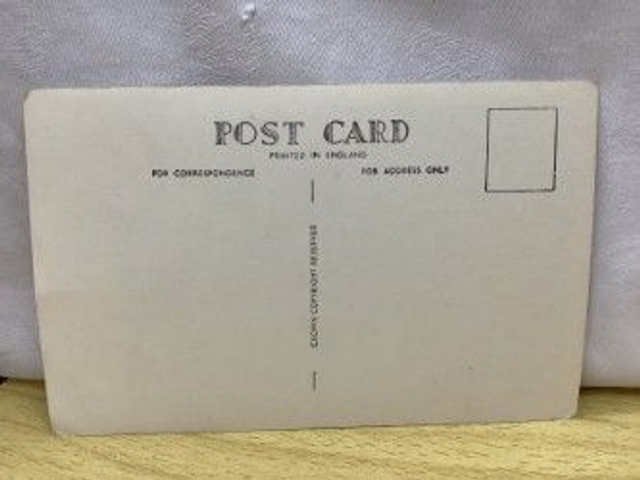 POST CARD
PRINTED IN ENGLAND
FOR CORRESPONDENCE
FOR ADDRESS ONLY
CROWN COPYRIGHT RESERVED